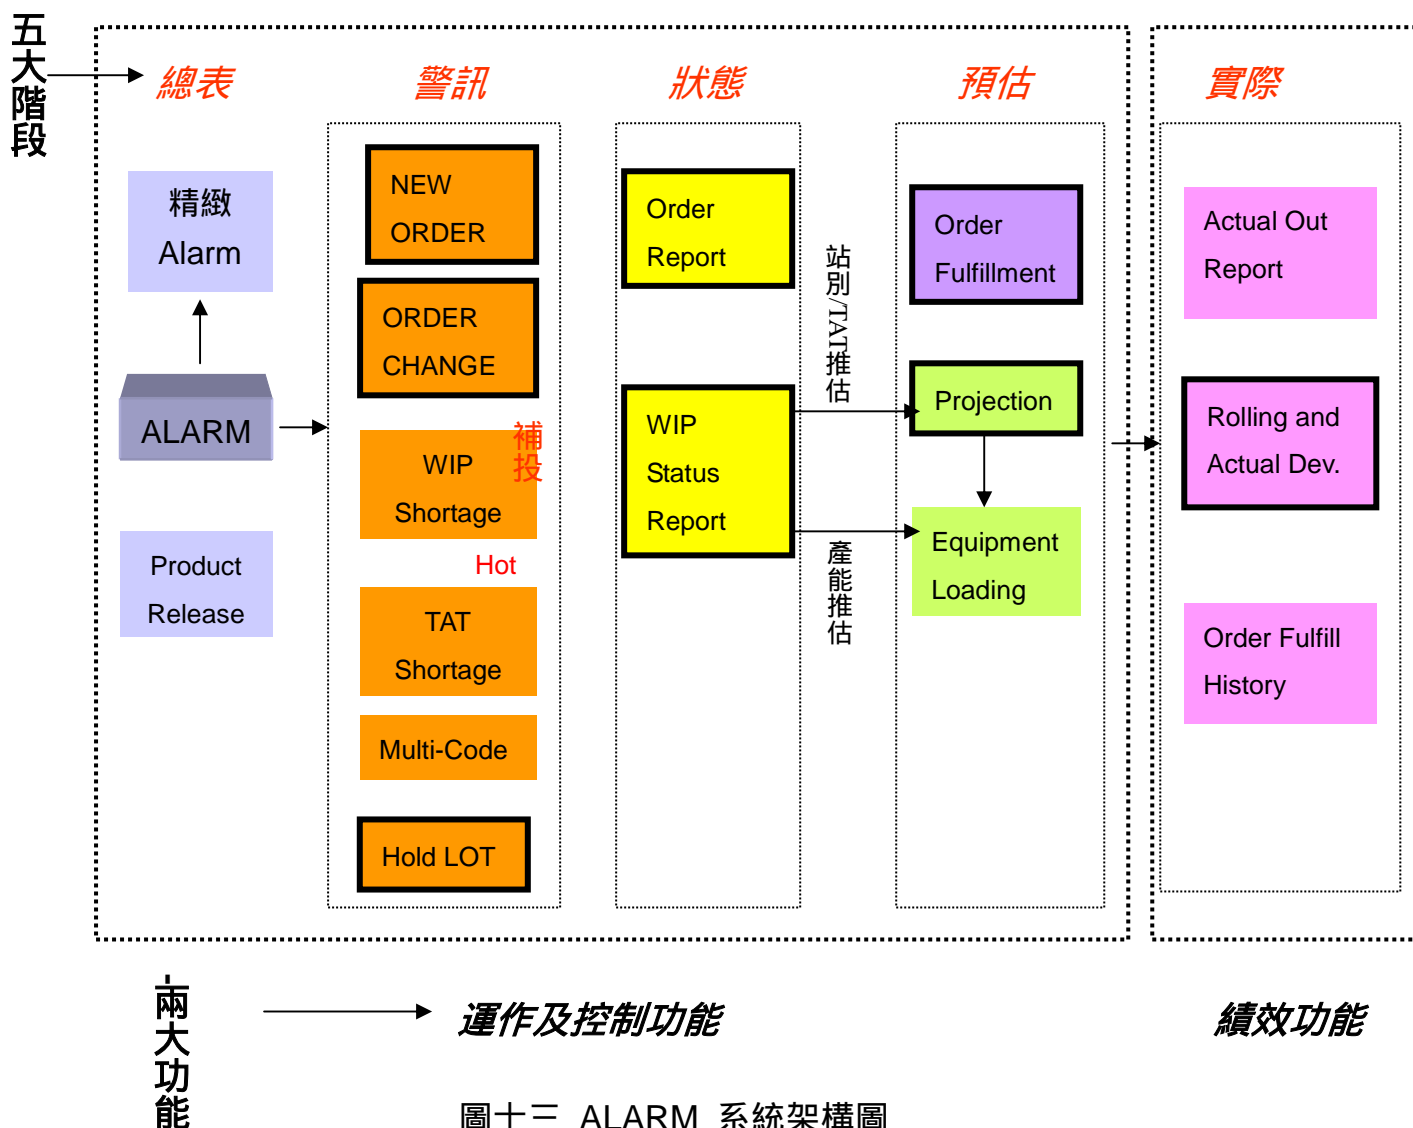 五大階段
總表
警訊
狀態
預估
實際
精緻
Alarm
ALARM
Product
Release
NEW
ORDER
ORDER
CHANGE
補投
WIP
Shortage
Hot
TAT
Shortage
Multi-Code
Hold LOT
Order
Report
WIP
Status
Report
站別/TAT推估
產能推估
Order
Fulfillment
Projection
Equipment
Loading
Actual Out
Report
Rolling and
Actual Dev.
Order Fulfill
History
兩大功能
運作及控制功能
績效功能
圖十三 ALARM 系統架構圖